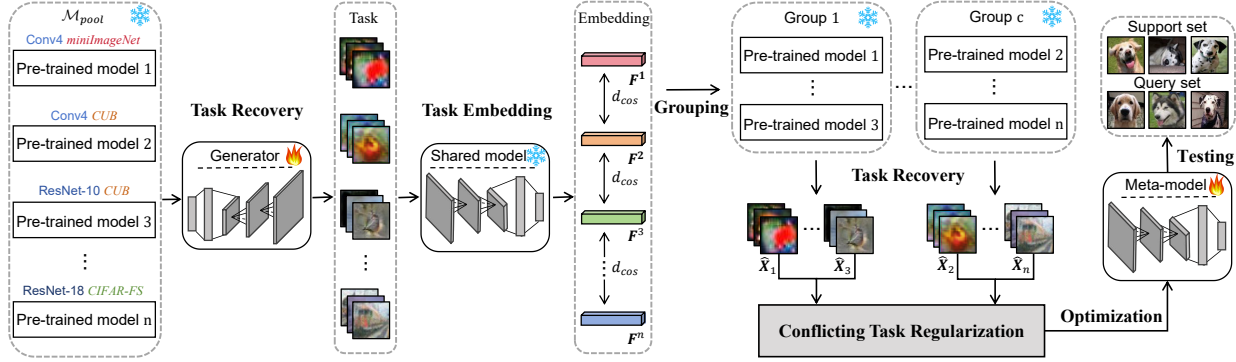 M_pool
Conv4 miniImageNet
Pre-trained model 1
Conv4 CUB
Pre-trained model 2
ResNet-10 CUB
Pre-trained model 3
⋮
ResNet-18 CIFAR-FS
Pre-trained model n
Task Recovery
Generator
Task
⋮
Task Embedding
Shared model
Embedding
F^1
d_cos
F^2
d_cos
F^3
d_cos
F^n
Grouping
Group 1
Pre-trained model 1
⋮
Pre-trained model 3
...
Group c
Pre-trained model 2
⋮
Pre-trained model n
Task Recovery
...
X̂_1
X̂_3
...
X̂_2
X̂_n
Conflicting Task Regularization
Optimization
Meta-model
Testing
Support set
Query set